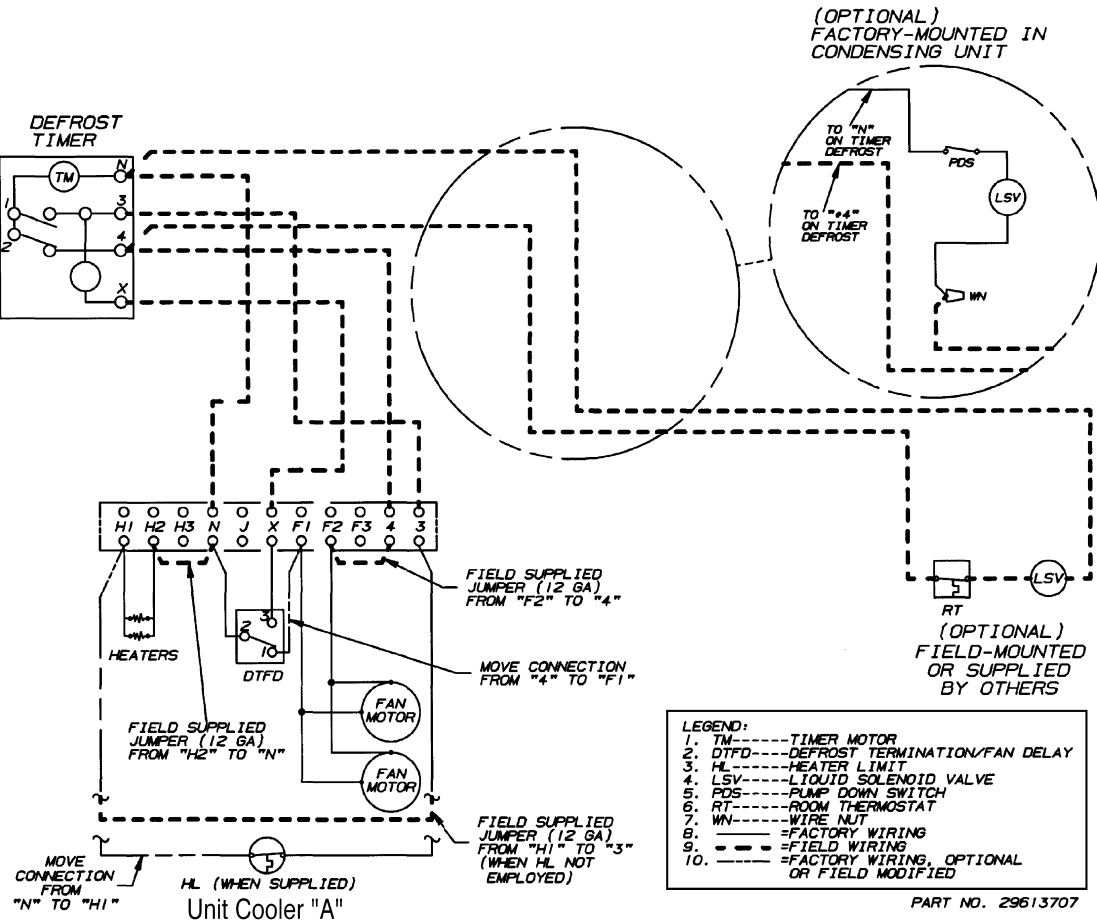 (OPTIONAL)
FACTORY-MOUNTED IN
CONDENSING UNIT
DEFROST
TIMER
TM
N
1
3
2
4
X
TO "N"
ON TIMER
DEFROST
PDS
LSV
TO "*4"
ON TIMER
DEFROST
WN
H1 H2 H3 N J X F1 F2 F3 4 3
FIELD SUPPLIED
JUMPER (12 GA)
FROM "F2" TO "4"
3
2
1
HEATERS
DTFD
MOVE CONNECTION
FROM "4" TO "F1"
RT
LSV
(OPTIONAL)
FIELD-MOUNTED
OR SUPPLIED
BY OTHERS
FAN
MOTOR
FIELD SUPPLIED
JUMPER (12 GA)
FROM "H2" TO "N"
FAN
MOTOR
LEGEND:
1. TM------TIMER MOTOR
2. DTFD----DEFROST TERMINATION/FAN DELAY
3. HL------HEATER LIMIT
4. LSV-----LIQUID SOLENOID VALVE
5. PDS-----PUMP DOWN SWITCH
6. RT------ROOM THERMOSTAT
7. WN------WIRE NUT
8. =FACTORY WIRING
9. =FIELD WIRING
10. =FACTORY WIRING, OPTIONAL
OR FIELD MODIFIED
FIELD SUPPLIED
JUMPER (12 GA)
FROM "H1" TO "3"
(WHEN HL NOT
EMPLOYED)
MOVE
CONNECTION
FROM
"N" TO "H1"
HL (WHEN SUPPLIED)
Unit Cooler "A"
PART NO. 29613707